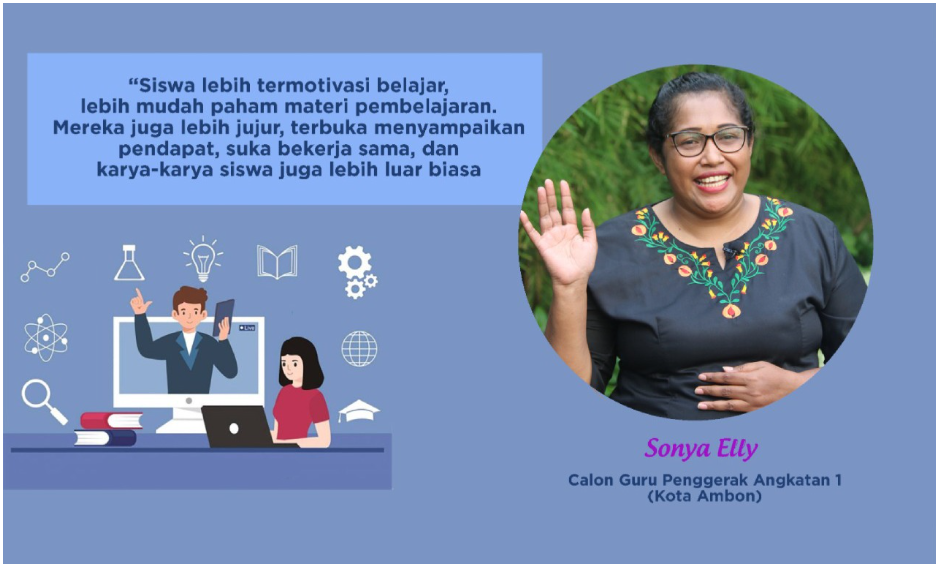 “Siswa lebih termotivasi belajar,
lebih mudah paham materi pembelajaran.
Mereka juga lebih jujur, terbuka menyampaikan
pendapat, suka bekerja sama, dan
karya-karya siswa juga lebih luar biasa
Live
Sonya Elly
Calon Guru Penggerak Angkatan 1
(Kota Ambon)